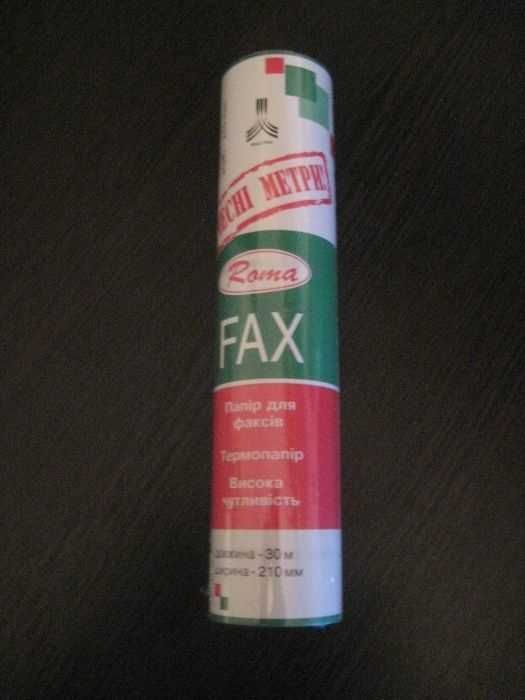 МЕТРИ!
Roma
FAX
Папір для
факсів
Термопапір
Висока
чутливість
довжина - 30 м
ширина - 210 мм